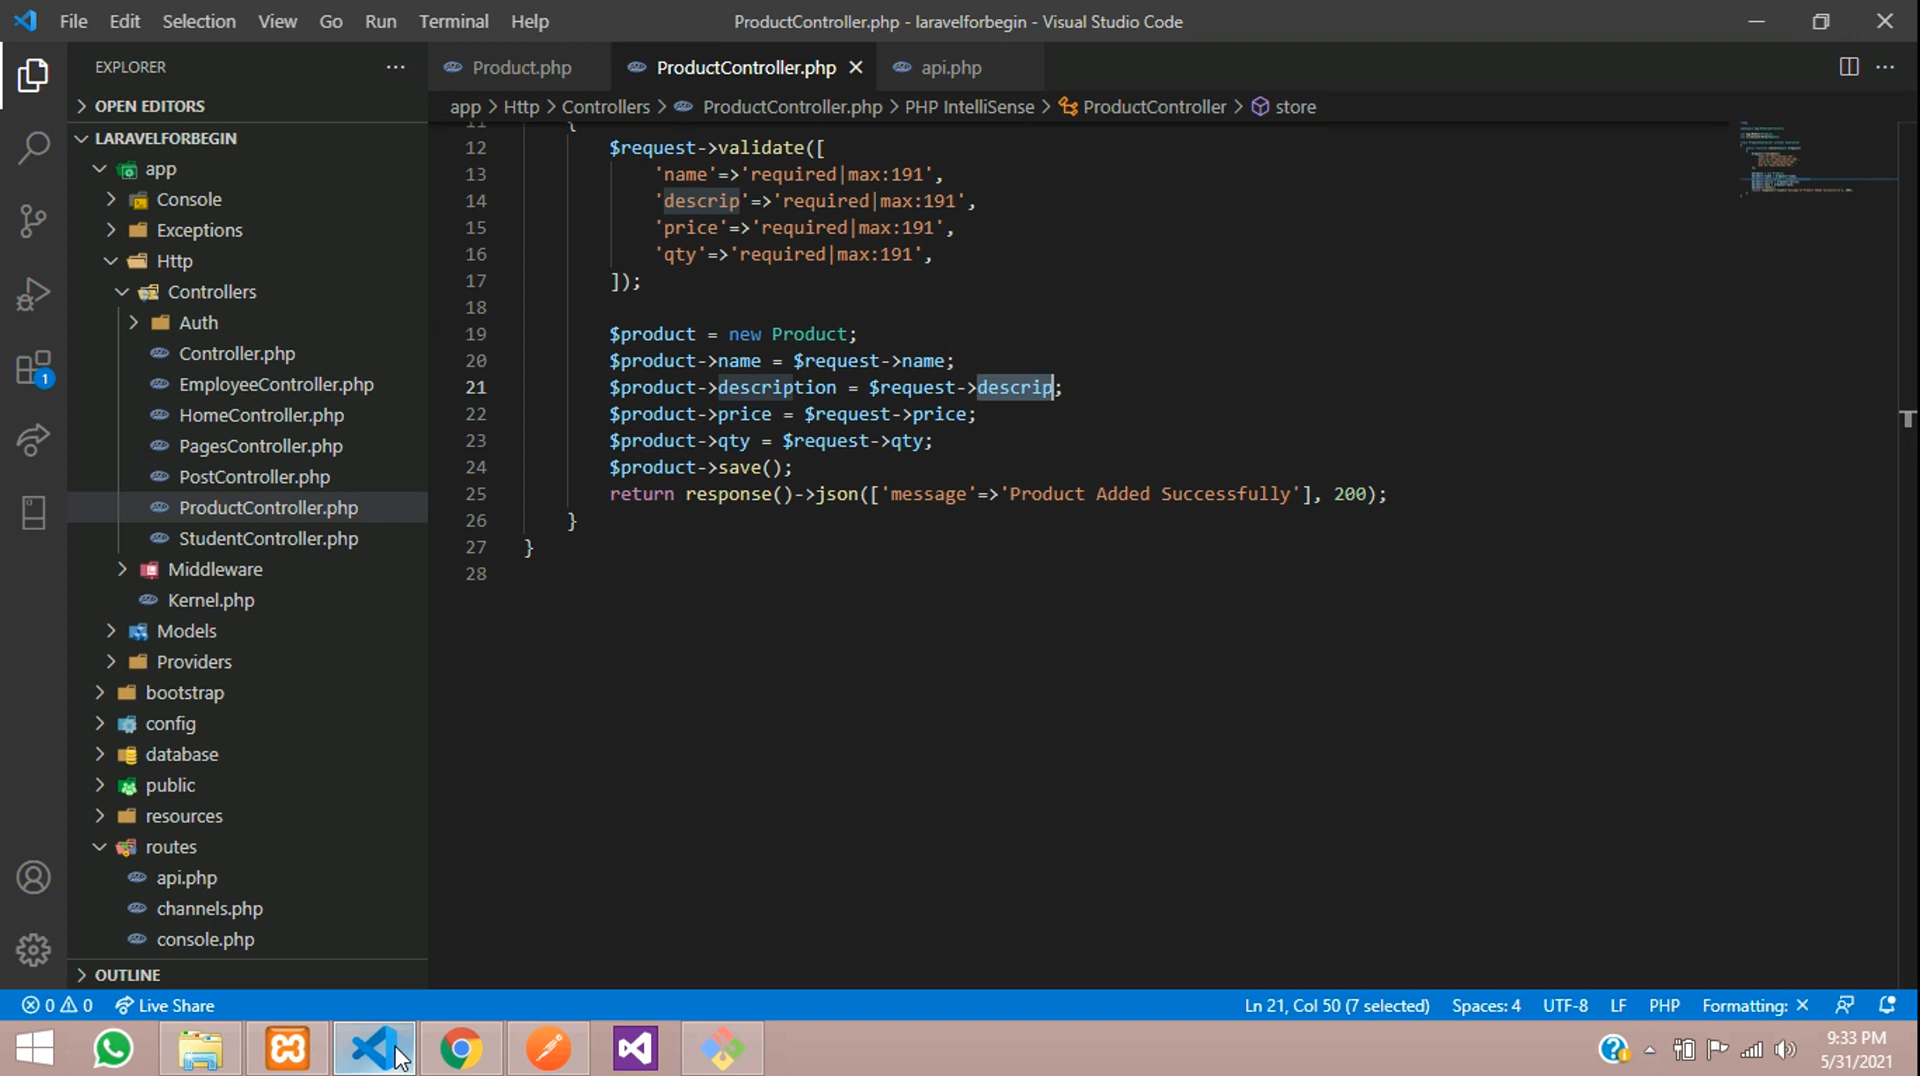 File Edit Selection View Go Run Terminal Help
ProductController.php - laravelforbegin - Visual Studio Code
EXPLORER
OPEN EDITORS
LARAVELFORBEGIN
app
Console
Exceptions
Http
Controllers
Auth
Controller.php
EmployeeController.php
HomeController.php
PagesController.php
PostController.php
ProductController.php
StudentController.php
Middleware
Kernel.php
Models
Providers
bootstrap
config
database
public
resources
routes
api.php
channels.php
console.php
OUTLINE
1
Product.php ProductController.php api.php
app > Http > Controllers > ProductController.php > PHP IntelliSense > ProductController > store
11 {
12 $request->validate([
13 'name'=>'required|max:191',
14 'descrip'=>'required|max:191',
15 'price'=>'required|max:191',
16 'qty'=>'required|max:191',
17 ]);
18
19 $product = new Product;
20 $product->name = $request->name;
21 $product->description = $request->descrip;
22 $product->price = $request->price;
23 $product->qty = $request->qty;
24 $product->save();
25 return response()->json(['message'=>'Product Added Successfully'], 200);
26 }
27 }
28
0 0 Live Share Ln 21, Col 50 (7 selected) Spaces: 4 UTF-8 LF PHP Formatting: ×
9:33 PM
5/31/2021